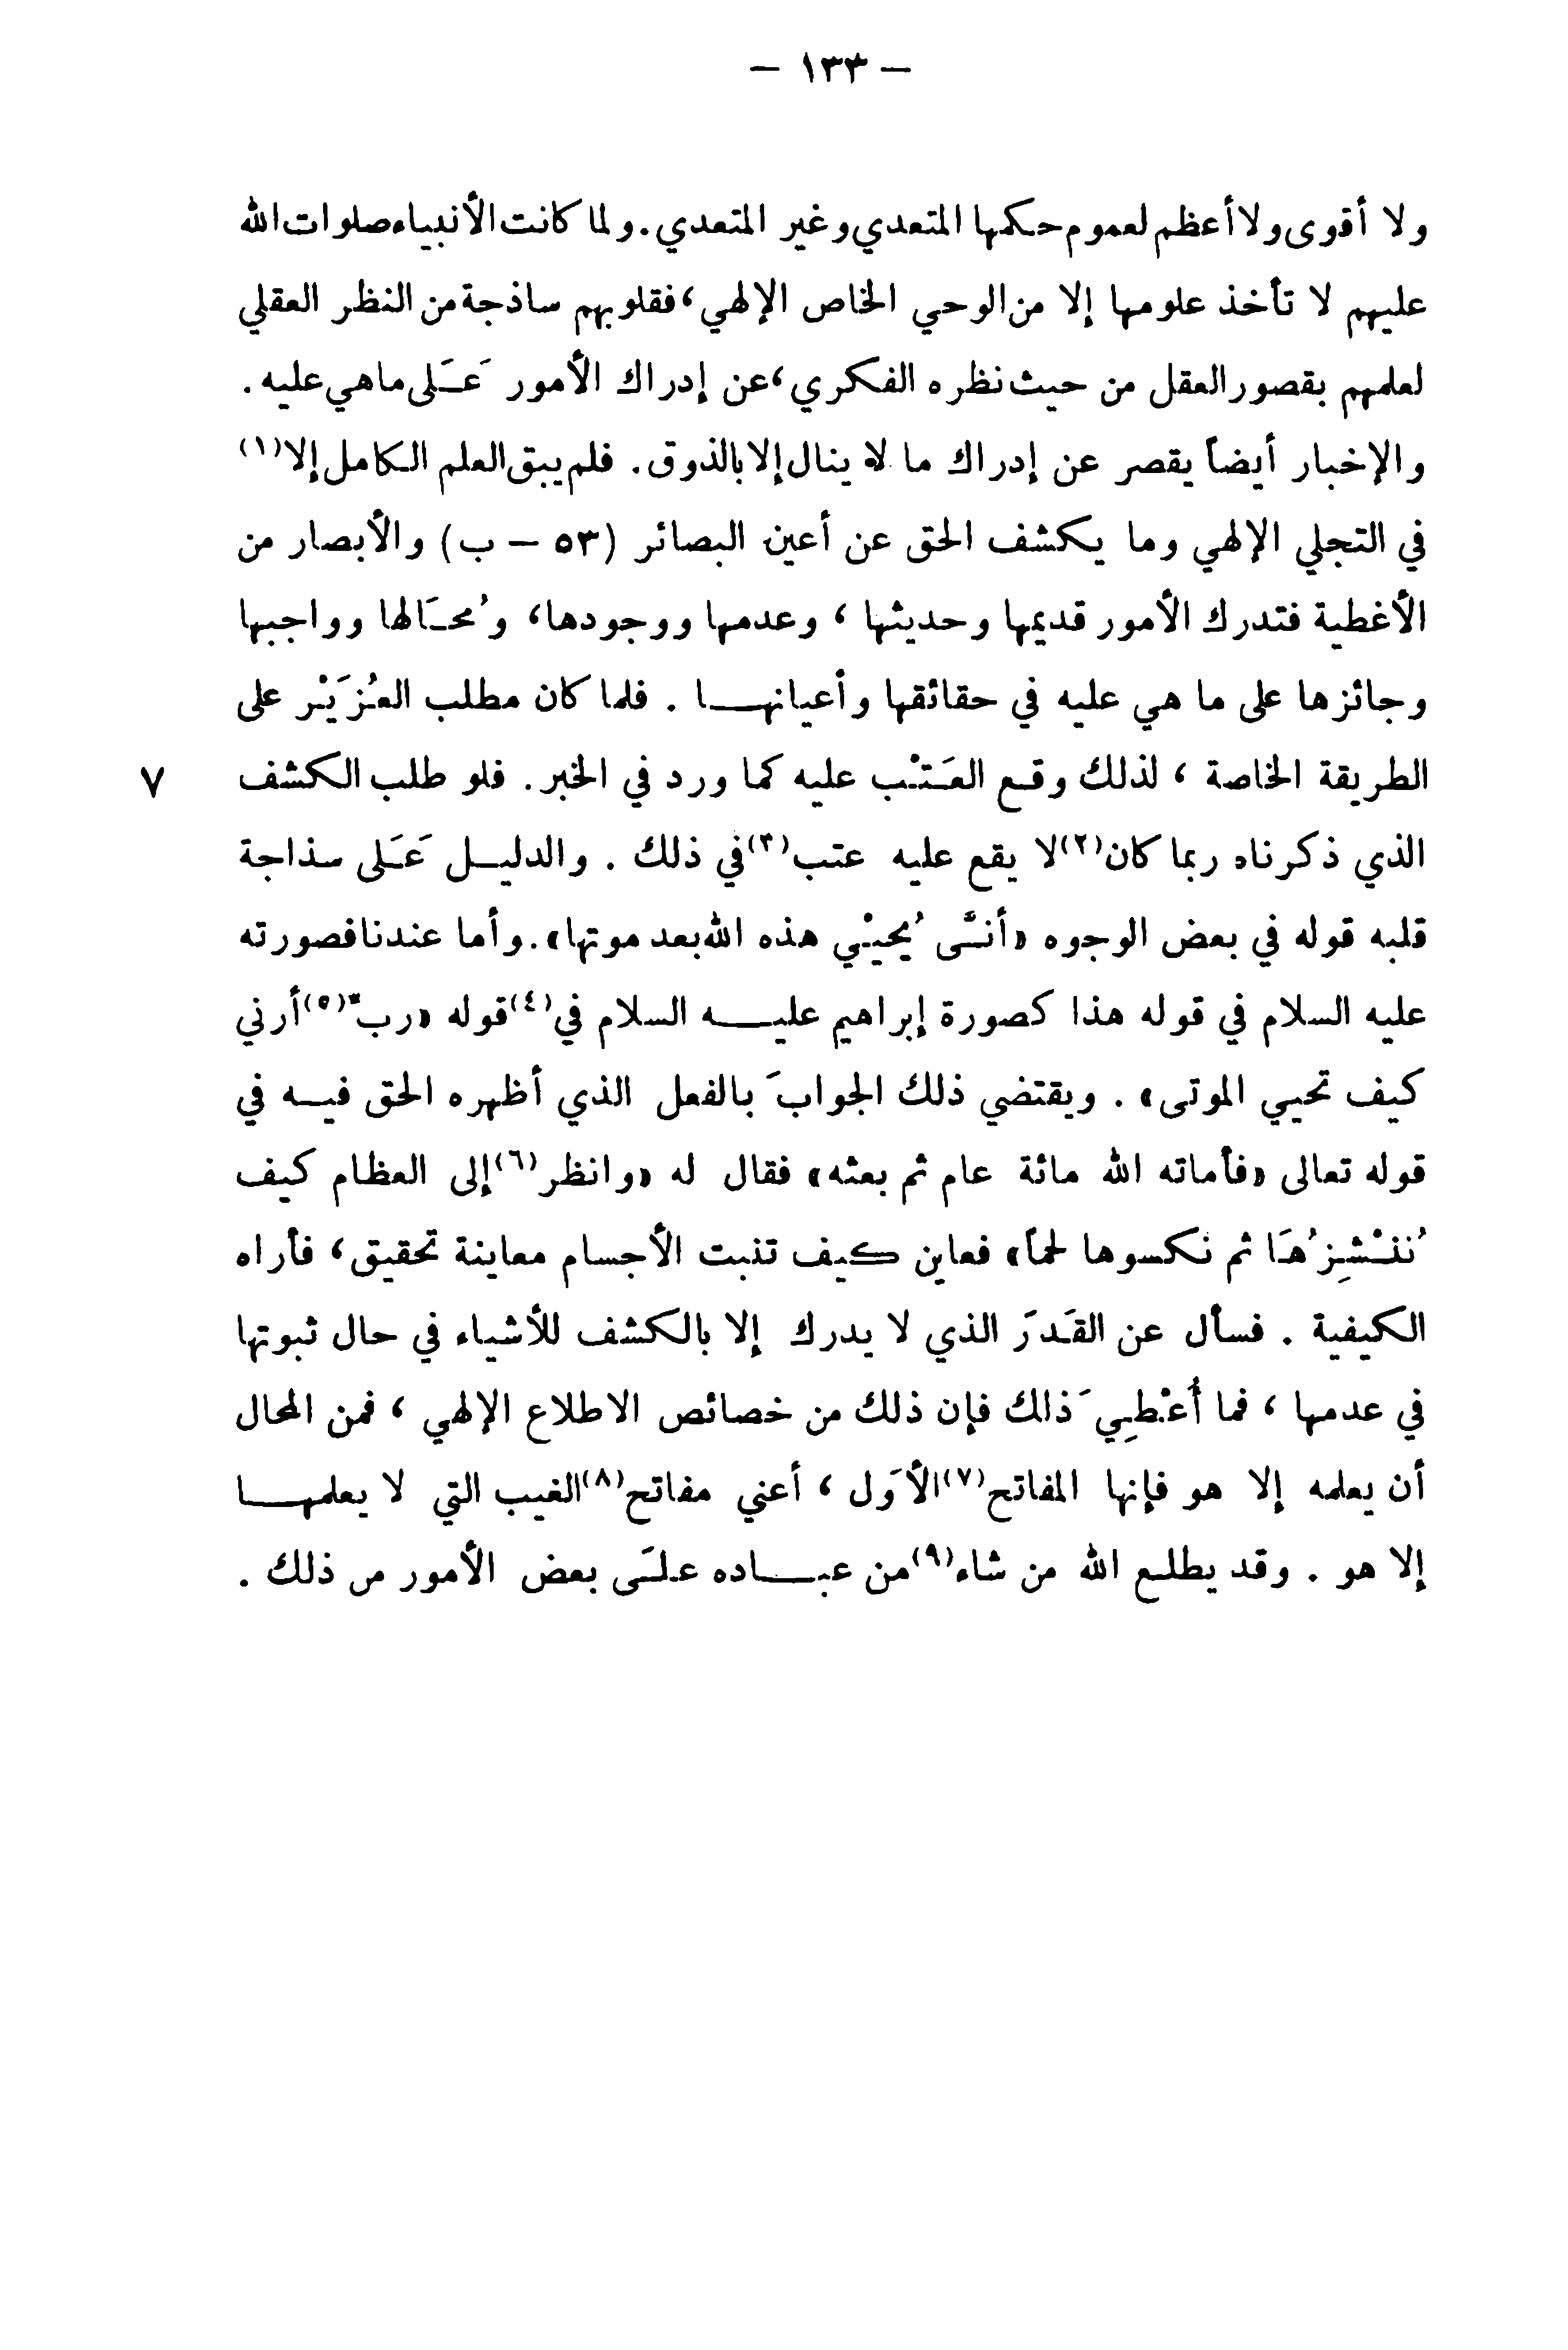 – ١٣٣ –
ولا أقوى ولا أعظم لعموم حكمها المتعدي وغير المتعدي. ولما كانت الأنبياء صلوات الله
عليهم لا تأخذ علومها إلا من الوحي الخاص الإلهي، فقلوبهم ساذجة من النظر العقلي
لعلمهم بقصور العقل من حيث نظره الفكري، عن إدراك الأمور عَلَى ما هي عليه.
والإخبار أيضاً يقصر عن إدراك ما لا ينال إلا بالذوق. فلم يبق العلم الكامل إلا(١)
في التجلي الإلهي وما يكشف الحق عن أعين البصائر (٥٣ – ب) والأبصار من
الأغطية فتدرك الأمور قديمها وحديثها، وعدمها ووجودها، ومُحَالها وواجبها
وجائزها على ما هي عليه في حقائقها وأعيانهـا. فلما كان مطلب العُزَيْر على
الطريقة الخاصة، لذلك وقع العَتْب عليه كما ورد في الخبر. فلو طلب الكشف ٧
الذي ذكرناه ربما كان(٢) لا يقع عليه عتب(٣) في ذلك. والدليـل عَلَى سذاجة
قلبه قوله في بعض الوجوه «أنَّى يُحْيِي هذه الله بعد موتها». وأما عندنا فصورته
عليه السلام في قوله هذا كصورة إبراهيم عليـه السلام في(٤) قوله «ربِّ(٥) أرني
كيف تحيي الموتى». ويقتضي ذلك الجوابَ بالفعل الذي أظهره الحق فيـه في
قوله تعالى «فأماته الله مائة عام ثم بعثه» فقال له «وانظر(٦) إلى العظام كيف
نُنْشِزُهَا ثم نكسوها لحماً» فعاين كيف تنبت الأجسام معاينة تحقيق، فأراه
الكيفية. فسأل عن القَدَر الذي لا يدرك إلا بالكشف للأشياء في حال ثبوتها
في عدمها، فما أُعْطِيَ ذلك فإن ذلك من خصائص الاطلاع الإلهي، فمن المحال
أن يعلمه إلا هو فإنها المفاتح(٧) الأُوَل، أعني مفاتح(٨) الغيب التي لا يعلمهـا
إلا هو. وقد يطلـع الله من شاء(٩) من عبـاده علَى بعض الأمور من ذلك.